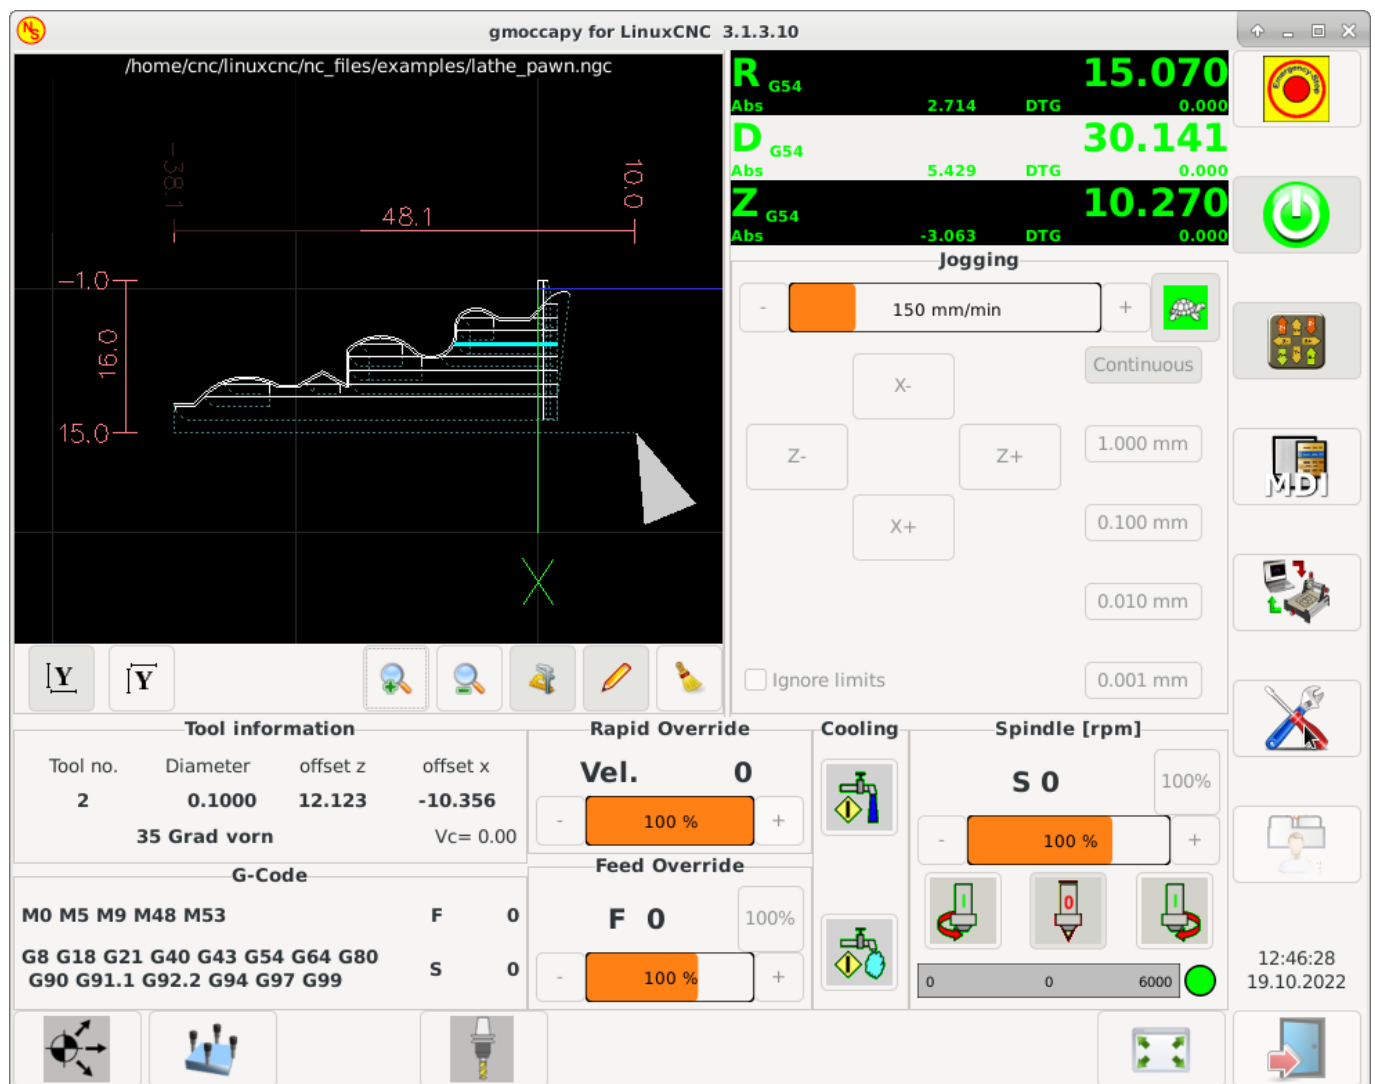 gmoccapy for LinuxCNC 3.1.3.10
/home/cnc/linuxcnc/nc_files/examples/lathe_pawn.ngc
-38.1
10.0
48.1
-1.0
16.0
15.0
X
R G54 15.070
Abs 2.714 DTG 0.000
D G54 30.141
Abs 5.429 DTG 0.000
Z G54 10.270
Abs -3.063 DTG 0.000
Emergency-Stop
Jogging
- 150 mm/min +
Continuous
X-
Z- Z+
X+
1.000 mm
0.100 mm
0.010 mm
Ignore limits
0.001 mm
MDI
Y Y
Tool information
Tool no. Diameter offset z offset x
2 0.1000 12.123 -10.356
35 Grad vorn Vc= 0.00
G-Code
M0 M5 M9 M48 M53 F 0
G8 G18 G21 G40 G43 G54 G64 G80
G90 G91.1 G92.2 G94 G97 G99 S 0
Rapid Override
Vel. 0
- 100 % +
Feed Override
F 0 100%
- 100 % +
Cooling
Spindle [rpm]
S 0 100%
- 100 % +
I 0 I
0 0 6000
12:46:28
19.10.2022